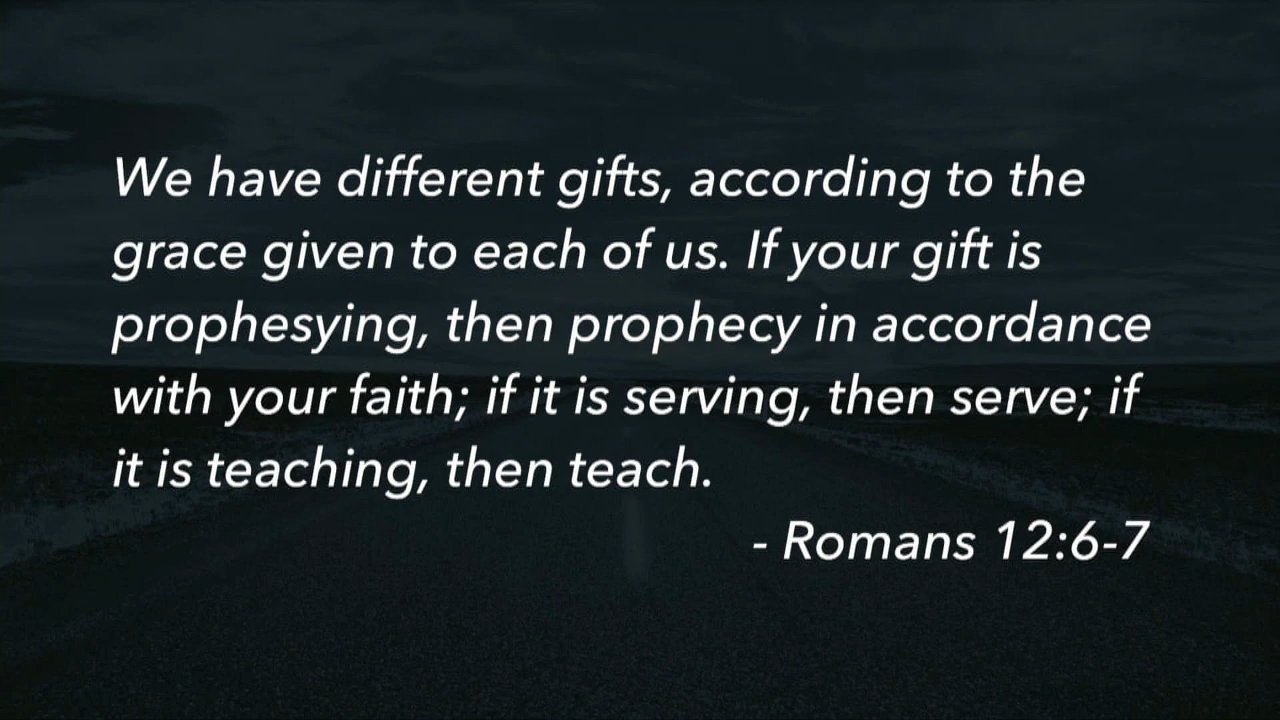 We have different gifts, according to the
grace given to each of us. If your gift is
prophesying, then prophecy in accordance
with your faith; if it is serving, then serve; if
it is teaching, then teach.
- Romans 12:6-7